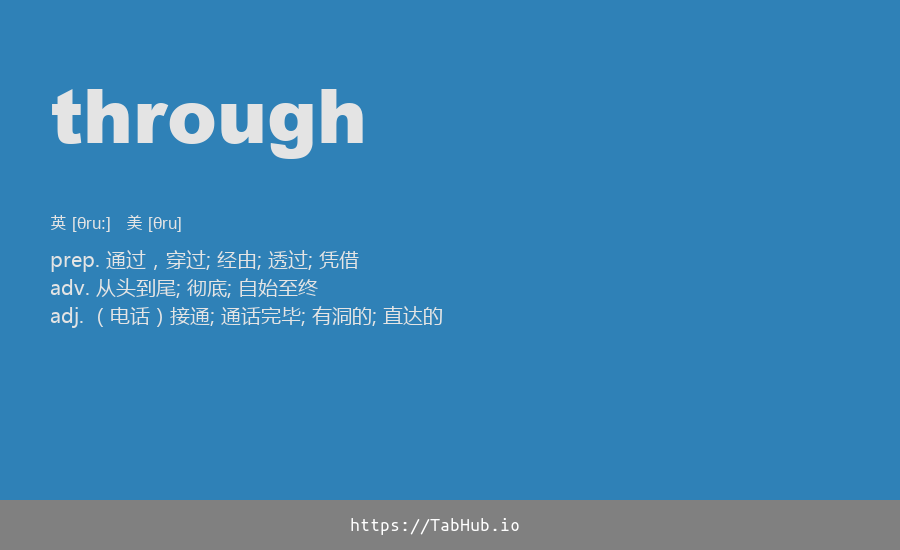 through
英 [θruː]   美 [θru]
prep. 通过，穿过; 经由; 透过; 凭借
adv. 从头到尾; 彻底; 自始至终
adj. （电话）接通; 通话完毕; 有洞的; 直达的
https://TabHub.io